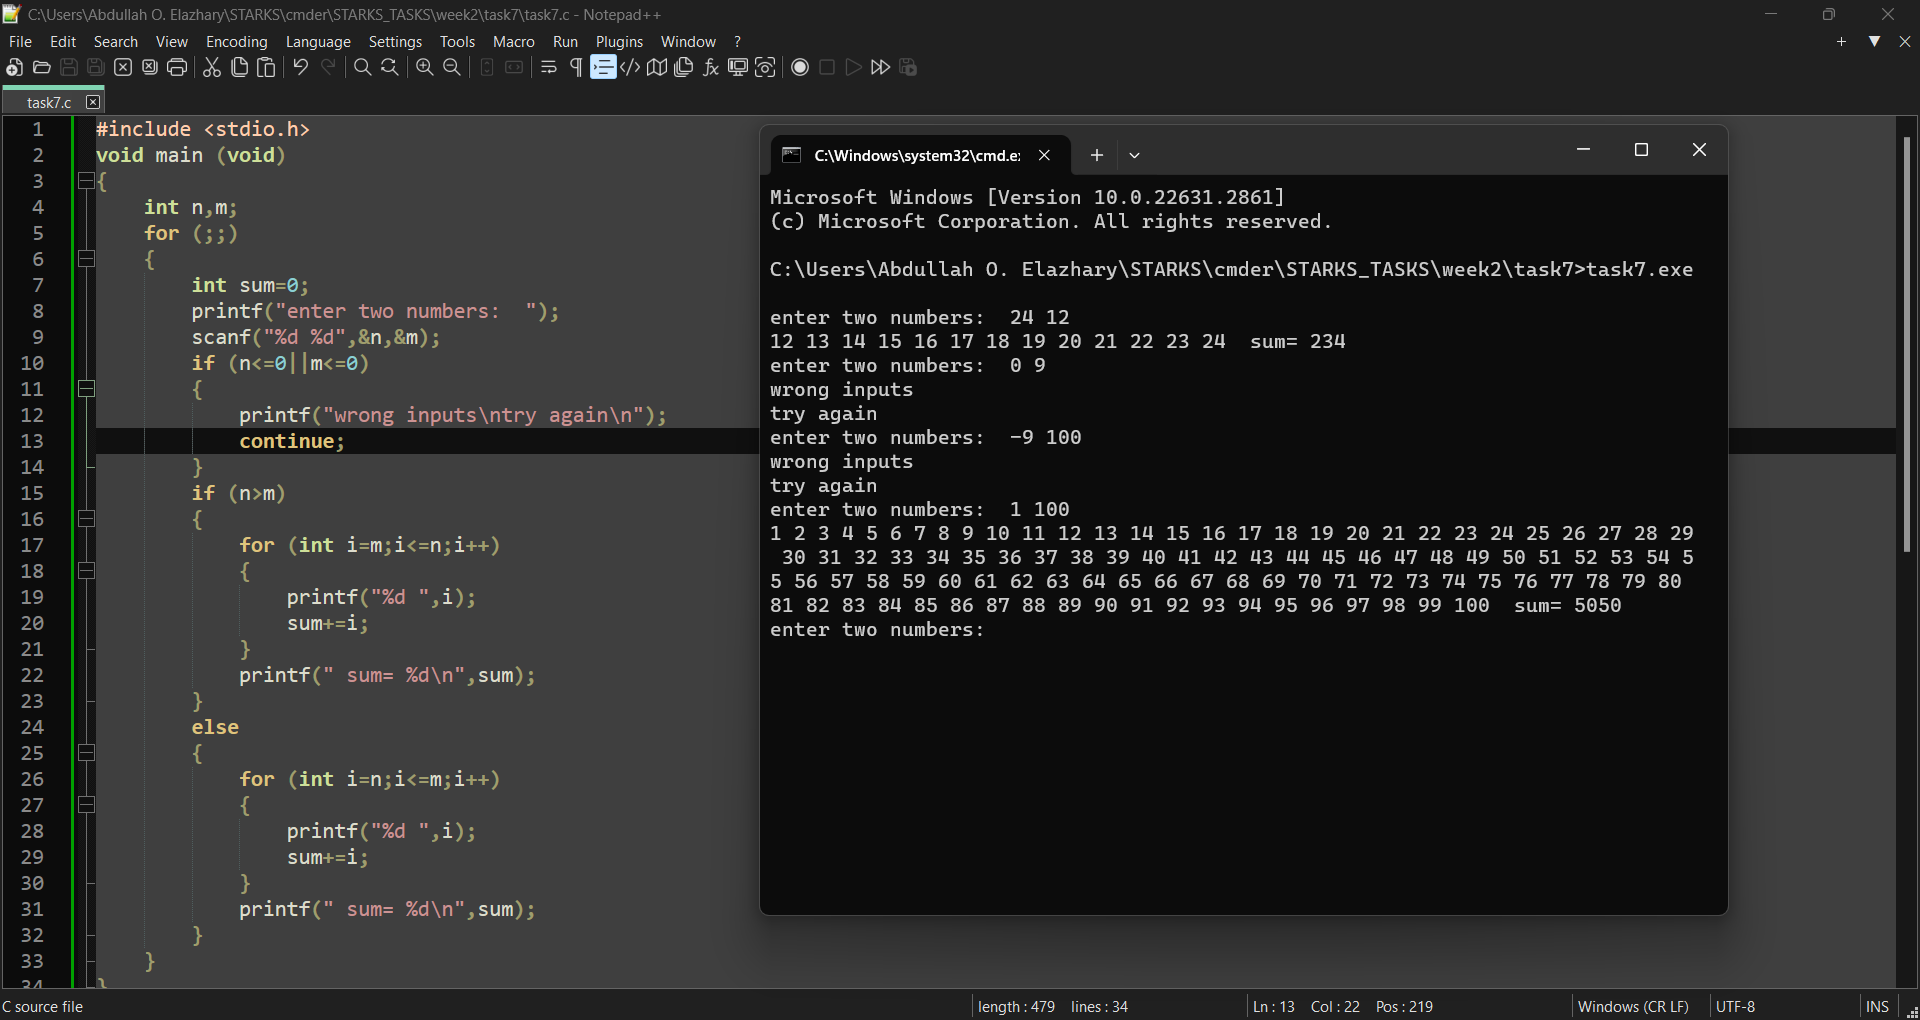 C:\Users\Abdullah O. Elazhary\STARKS\cmder\STARKS_TASKS\week2\task7\task7.c - Notepad++
File Edit Search View Encoding Language Settings Tools Macro Run Plugins Window ?
task7.c
1 #include <stdio.h>
2 void main (void)
3 {
4 int n,m;
5 for (;;)
6 {
7 int sum=0;
8 printf("enter two numbers:  ");
9 scanf("%d %d",&n,&m);
10 if (n<=0||m<=0)
11 {
12 printf("wrong inputs\ntry again\n");
13 continue;
14 }
15 if (n>m)
16 {
17 for (int i=m;i<=n;i++)
18 {
19 printf("%d ",i);
20 sum+=i;
21 }
22 printf(" sum= %d\n",sum);
23 }
24 else
25 {
26 for (int i=n;i<=m;i++)
27 {
28 printf("%d ",i);
29 sum+=i;
30 }
31 printf(" sum= %d\n",sum);
32 }
33 }
34 }
C:\Windows\system32\cmd.e:
Microsoft Windows [Version 10.0.22631.2861]
(c) Microsoft Corporation. All rights reserved.
C:\Users\Abdullah O. Elazhary\STARKS\cmder\STARKS_TASKS\week2\task7>task7.exe
enter two numbers:  24 12
12 13 14 15 16 17 18 19 20 21 22 23 24  sum= 234
enter two numbers:  0 9
wrong inputs
try again
enter two numbers:  -9 100
wrong inputs
try again
enter two numbers:  1 100
1 2 3 4 5 6 7 8 9 10 11 12 13 14 15 16 17 18 19 20 21 22 23 24 25 26 27 28 29
30 31 32 33 34 35 36 37 38 39 40 41 42 43 44 45 46 47 48 49 50 51 52 53 54 5
5 56 57 58 59 60 61 62 63 64 65 66 67 68 69 70 71 72 73 74 75 76 77 78 79 80
81 82 83 84 85 86 87 88 89 90 91 92 93 94 95 96 97 98 99 100  sum= 5050
enter two numbers:
C source file length : 479 lines : 34 Ln : 13 Col : 22 Pos : 219 Windows (CR LF) UTF-8 INS